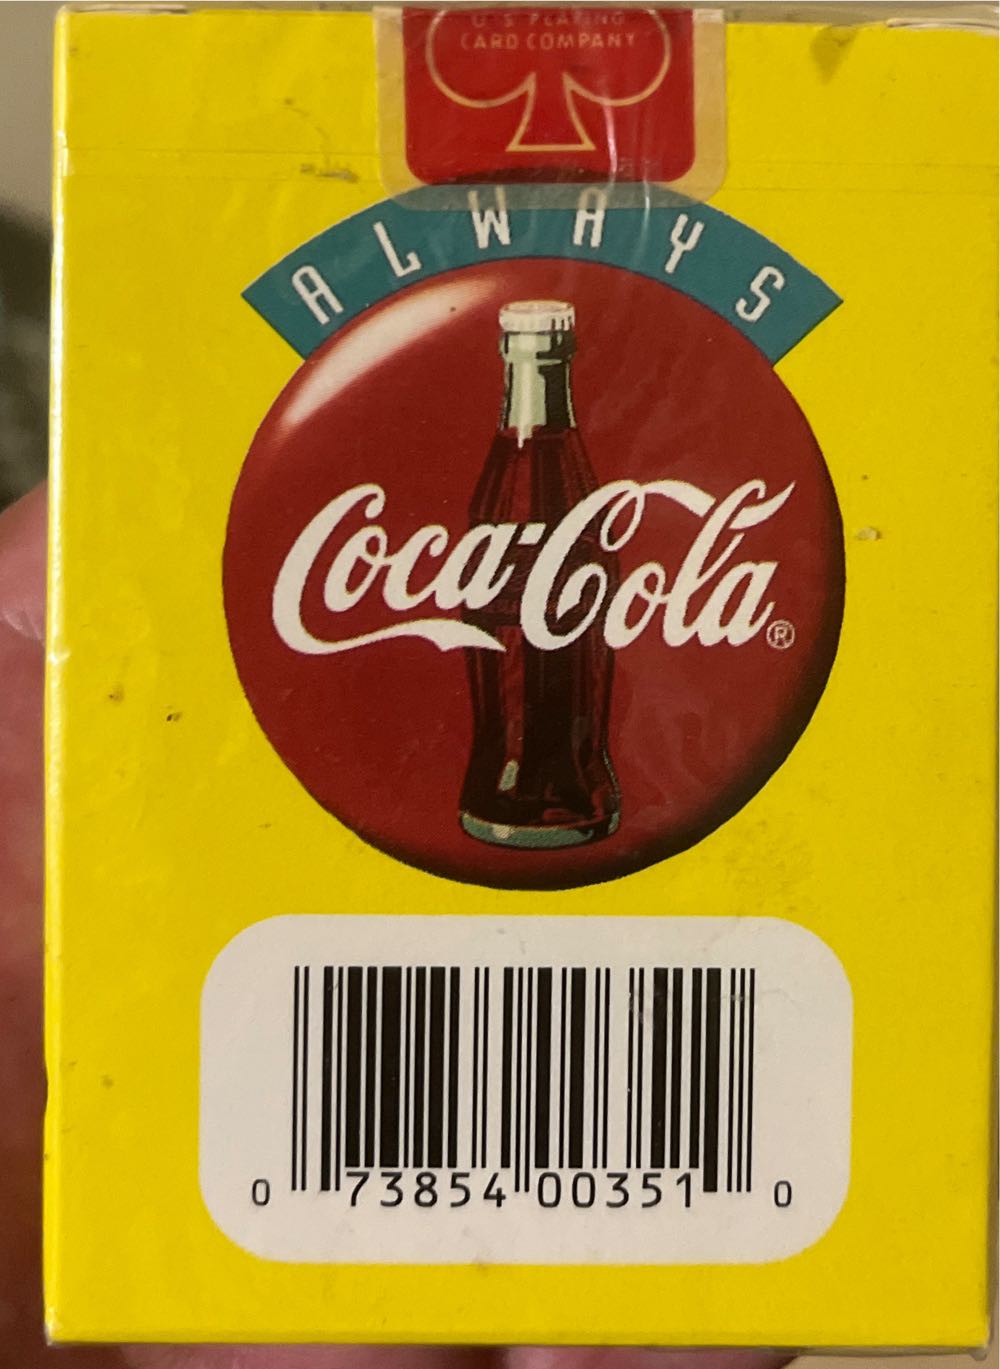 U S PLAYING
CARD COMPANY
ALWAYS
Coca-Cola®
0 73854 00351 0